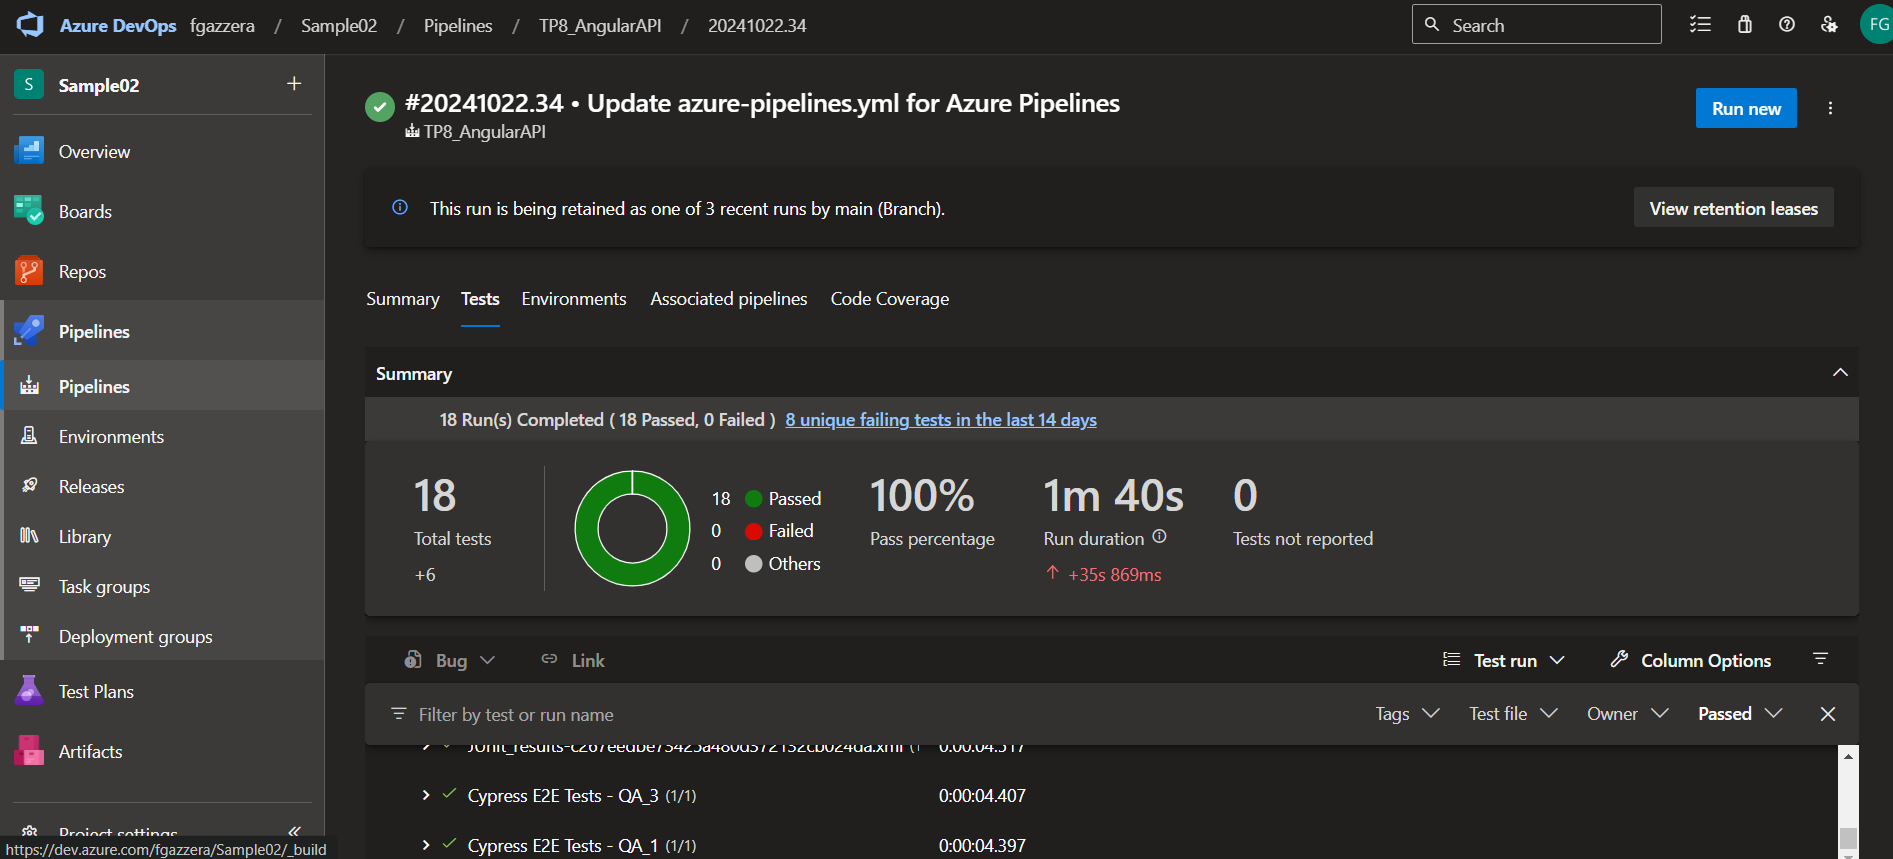 Azure DevOps fgazzera / Sample02 / Pipelines / TP8_AngularAPI / 20241022.34
Search
FG
S Sample02 +
Overview
Boards
Repos
Pipelines
Pipelines
Environments
Releases
Library
Task groups
Deployment groups
Test Plans
Artifacts
Project settings
https://dev.azure.com/fgazzera/Sample02/_build
#20241022.34 • Update azure-pipelines.yml for Azure Pipelines
TP8_AngularAPI
Run new
This run is being retained as one of 3 recent runs by main (Branch).
View retention leases
Summary Tests Environments Associated pipelines Code Coverage
Summary
18 Run(s) Completed ( 18 Passed, 0 Failed ) 8 unique failing tests in the last 14 days
18
Total tests
+6
18 Passed
0 Failed
0 Others
100%
Pass percentage
1m 40s
Run duration
+35s 869ms
0
Tests not reported
Bug Link Test run Column Options
Filter by test or run name Tags Test file Owner Passed
0:00:04.517
Cypress E2E Tests - QA_3 (1/1) 0:00:04.407
Cypress E2E Tests - QA_1 (1/1) 0:00:04.397